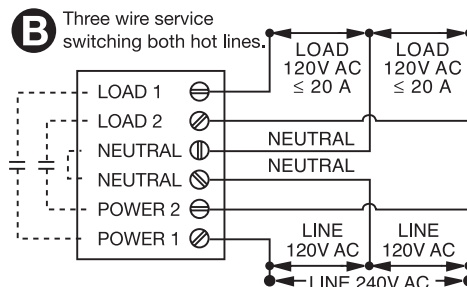 B Three wire service
switching both hot lines.
LOAD
120V AC
≤ 20 A
LOAD
120V AC
≤ 20 A
LOAD 1
LOAD 2
NEUTRAL
NEUTRAL
NEUTRAL
NEUTRAL
POWER 2
POWER 1
LINE
120V AC
LINE
120V AC
LINE 240V AC